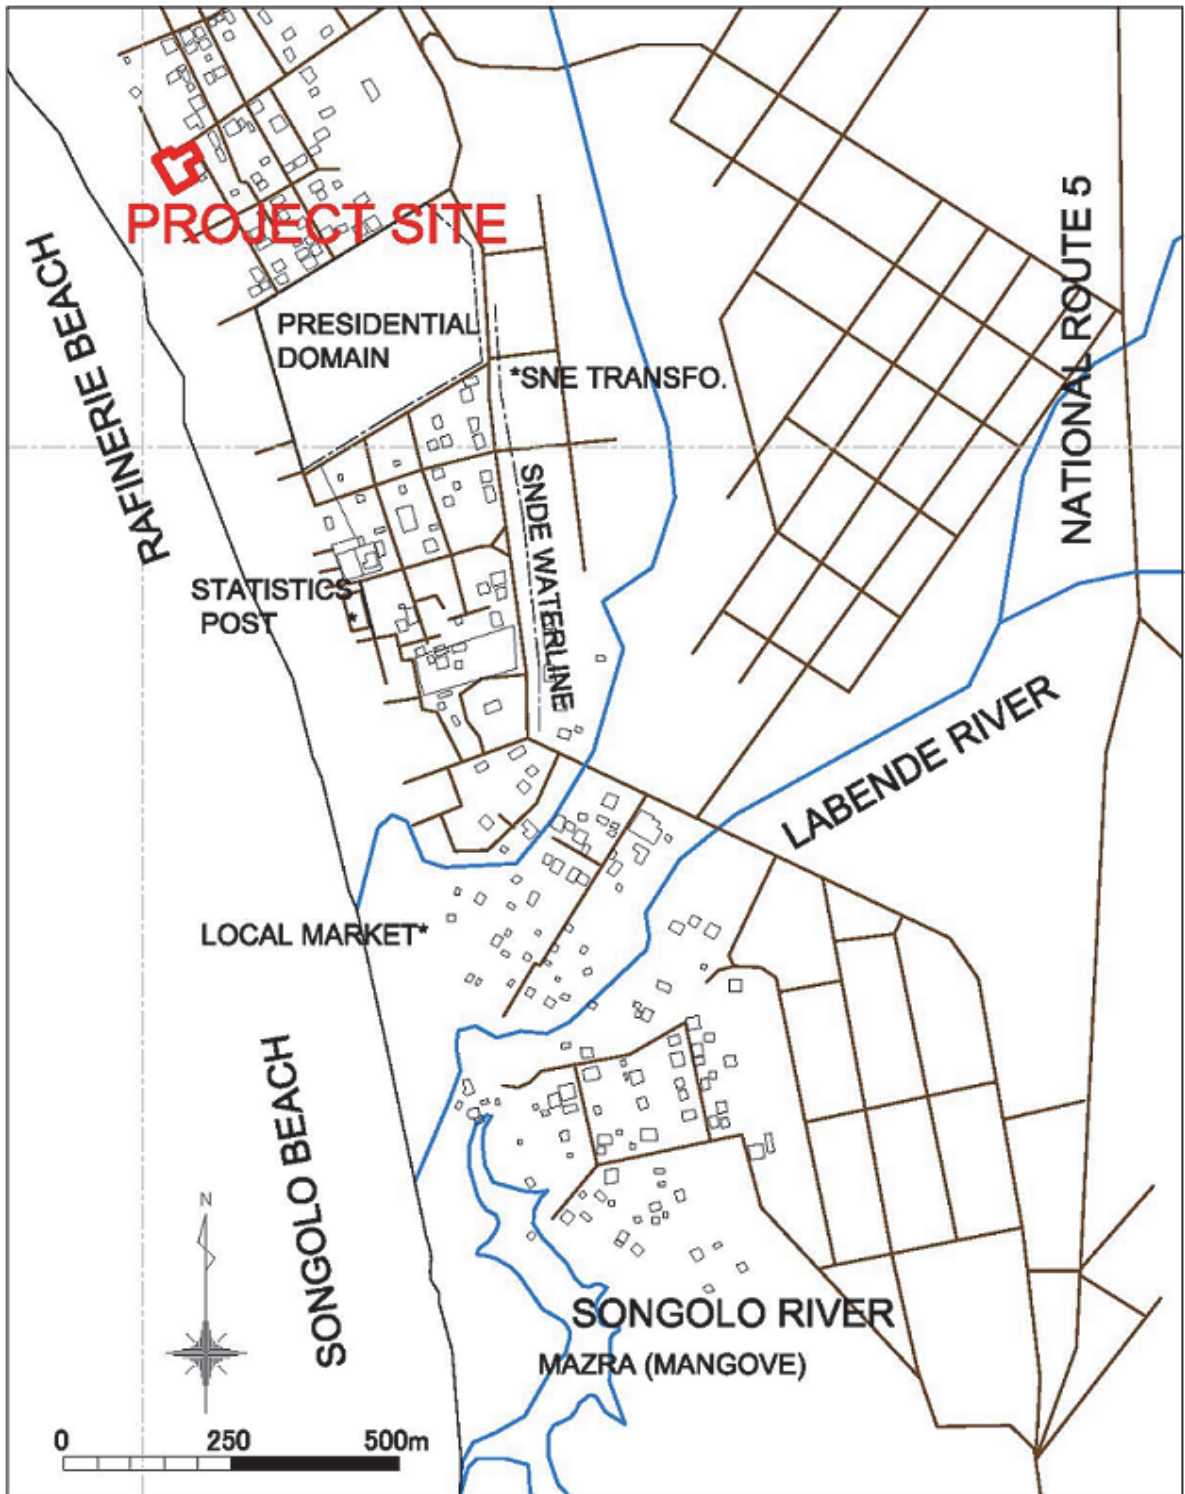 PROJECT SITE
RAFINERIE BEACH
NATIONAL ROUTE 5
PRESIDENTIAL
DOMAIN
*SNE TRANSFO.
SNDE WATERLINE
STATISTICS
POST *
LABENDE RIVER
LOCAL MARKET*
SONGOLO BEACH
N
SONGOLO RIVER
MAZRA (MANGOVE)
0 250 500m